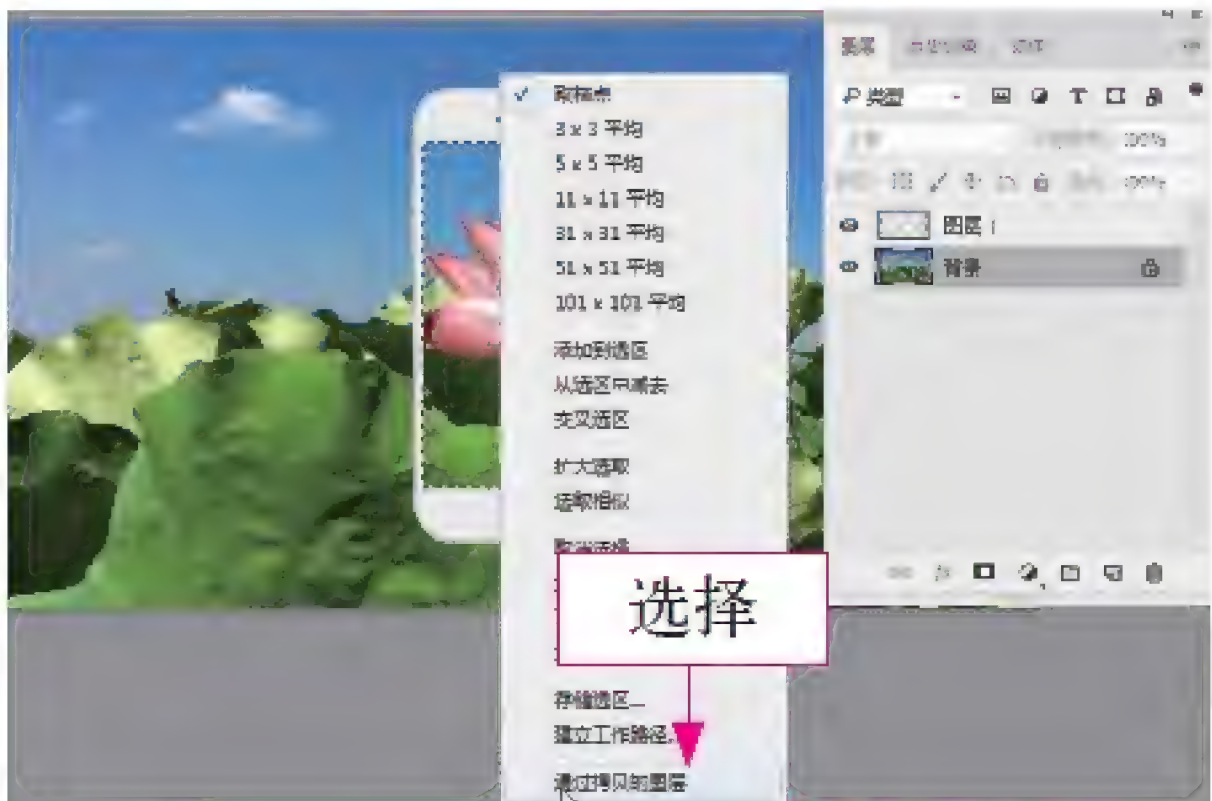 取样点
3 x 3 平均
5 x 5 平均
11 x 11 平均
31 x 31 平均
51 x 51 平均
101 x 101 平均
添加到选区
从选区中减去
交叉选区
扩大选取
选取相似
取消选择
选择
存储选区...
建立工作路径...
通过拷贝的图层
图层
类型
100%
100%
图层 1
背景